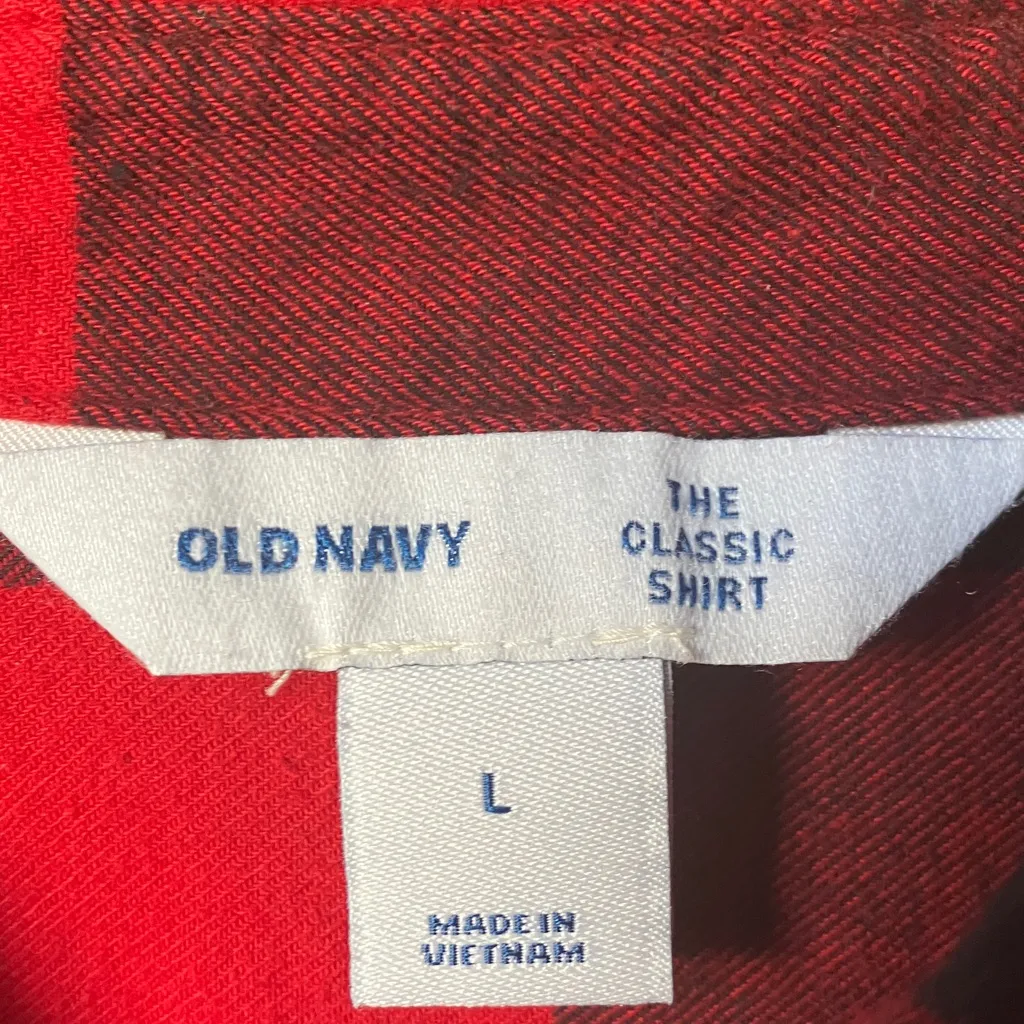 OLD NAVY
THE
CLASSIC
SHIRT
L
MADE IN
VIETNAM